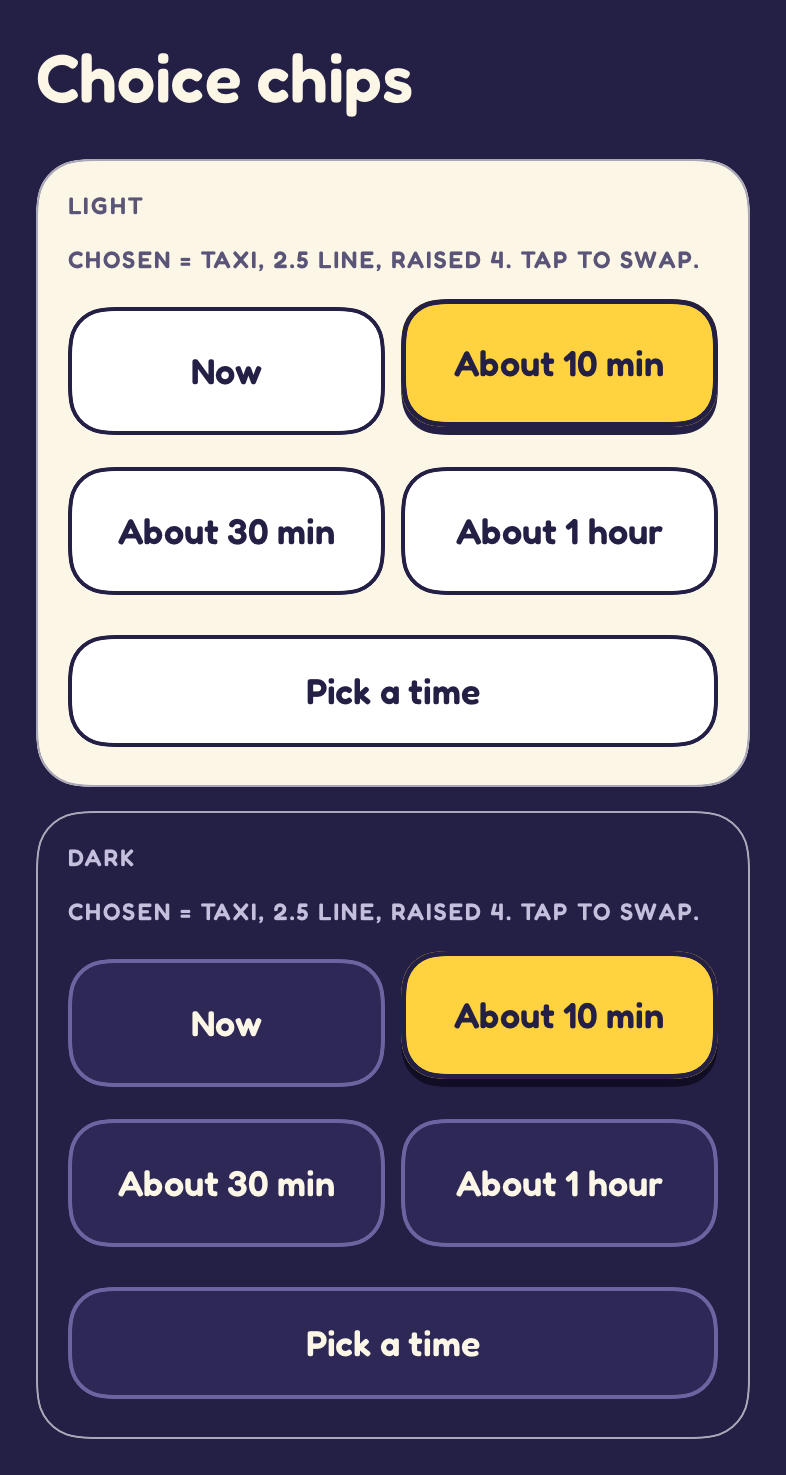 Choice chips
LIGHT
CHOSEN = TAXI, 2.5 LINE, RAISED 4. TAP TO SWAP.
Now
About 10 min
About 30 min
About 1 hour
Pick a time
DARK
CHOSEN = TAXI, 2.5 LINE, RAISED 4. TAP TO SWAP.
Now
About 10 min
About 30 min
About 1 hour
Pick a time